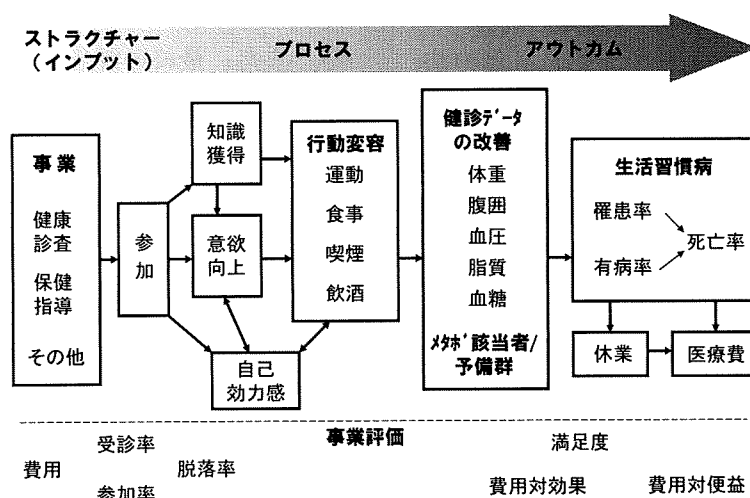 ストラクチャー
（インプット）
プロセス
アウトカム
事 業
健康
診査
保健
指導
その他
参
加
知識
獲得
意欲
向上
自己
効力感
行動変容
運動
食事
喫煙
飲酒
健診ﾃﾞｰﾀ
の改善
体重
腹囲
血圧
脂質
血糖
ﾒﾀﾎﾞ該当者/
予備群
生活習慣病
罹患率
有病率
死亡率
休業
医療費
事業評価
費用
受診率
参加率
脱落率
満足度
費用対効果
費用対便益